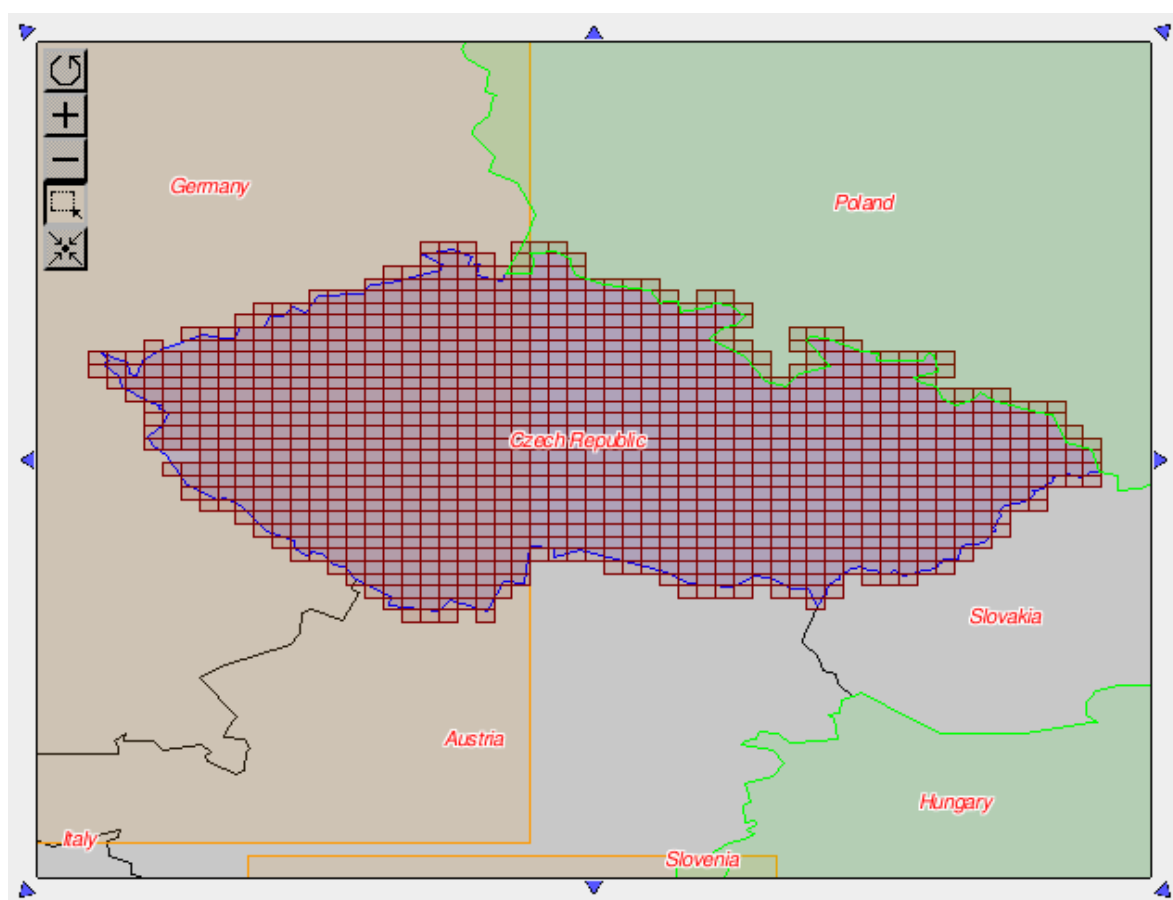 Germany
Poland
Czech Republic
Slovakia
Austria
Hungary
Italy
Slovenia